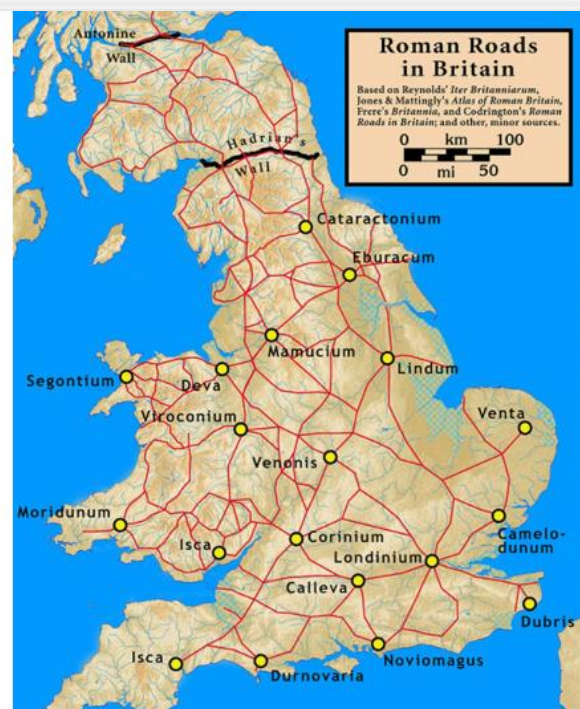 Antonine
Wall
Roman Roads
in Britain
Based on Reynolds' Iter Britanniarum,
Jones & Mattingly's Atlas of Roman Britain,
Frere's Britannia, and Codrington's Roman
Roads in Britain; and other, minor sources.
0 km 100
0 mi 50
Hadrian's
Wall
Cataractonium
Eburacum
Mamucium
Lindum
Segontium
Deva
Viroconium
Venta
Venonis
Moridunum
Isca
Corinium
Camelo-
dunum
Londinium
Calleva
Dubris
Isca
Durnovaria
Noviomagus